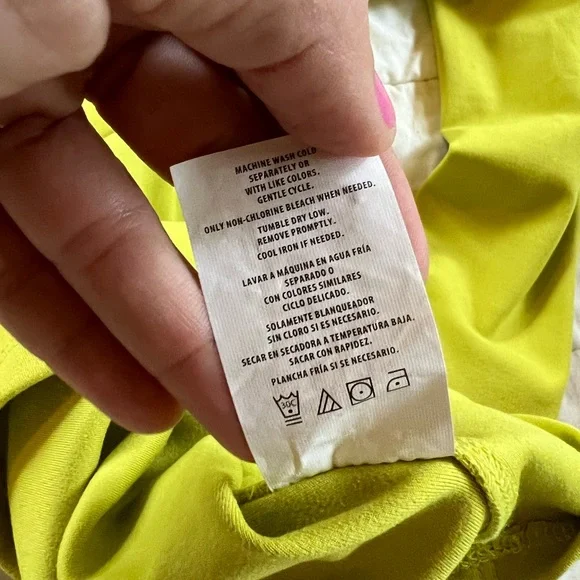 MACHINE WASH COLD
SEPARATELY OR
WITH LIKE COLORS.
GENTLE CYCLE.
ONLY NON-CHLORINE BLEACH WHEN NEEDED.
TUMBLE DRY LOW.
REMOVE PROMPTLY.
COOL IRON IF NEEDED.
LAVAR A MÁQUINA EN AGUA FRÍA
SEPARADO O
CON COLORES SIMILARES
CICLO DELICADO.
SOLAMENTE BLANQUEADOR
SIN CLORO SI ES NECESARIO.
SECAR EN SECADORA A TEMPERATURA BAJA.
SACAR CON RAPIDEZ.
PLANCHA FRÍA SI SE NECESARIO.
30C